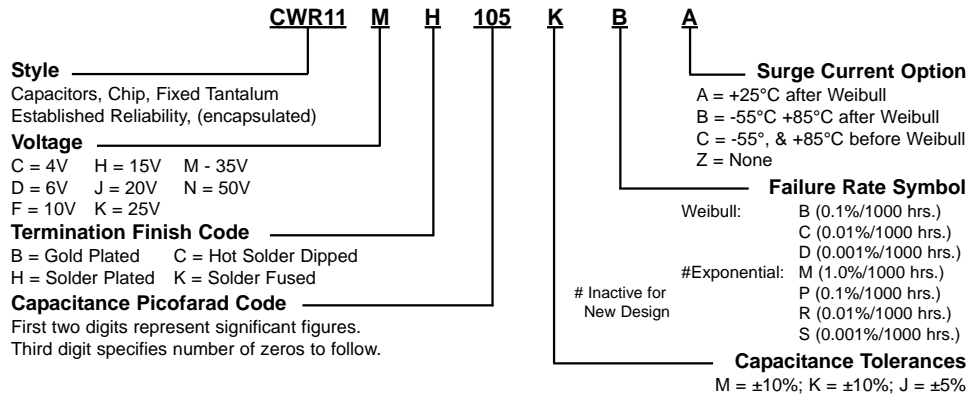 CWR11 M H 105 K B A
Style
Capacitors, Chip, Fixed Tantalum
Established Reliability, (encapsulated)
Voltage
C = 4V H = 15V M - 35V
D = 6V J = 20V N = 50V
F = 10V K = 25V
Termination Finish Code
B = Gold Plated C = Hot Solder Dipped
H = Solder Plated K = Solder Fused
Capacitance Picofarad Code
First two digits represent significant figures.
Third digit specifies number of zeros to follow.
Surge Current Option
A = +25°C after Weibull
B = -55°C +85°C after Weibull
C = -55°, & +85°C before Weibull
Z = None
Failure Rate Symbol
Weibull: B (0.1%/1000 hrs.)
C (0.01%/1000 hrs.)
D (0.001%/1000 hrs.)
#Exponential: M (1.0%/1000 hrs.)
P (0.1%/1000 hrs.)
R (0.01%/1000 hrs.)
S (0.001%/1000 hrs.)
# Inactive for
New Design
Capacitance Tolerances
M = ±10%; K = ±10%; J = ±5%